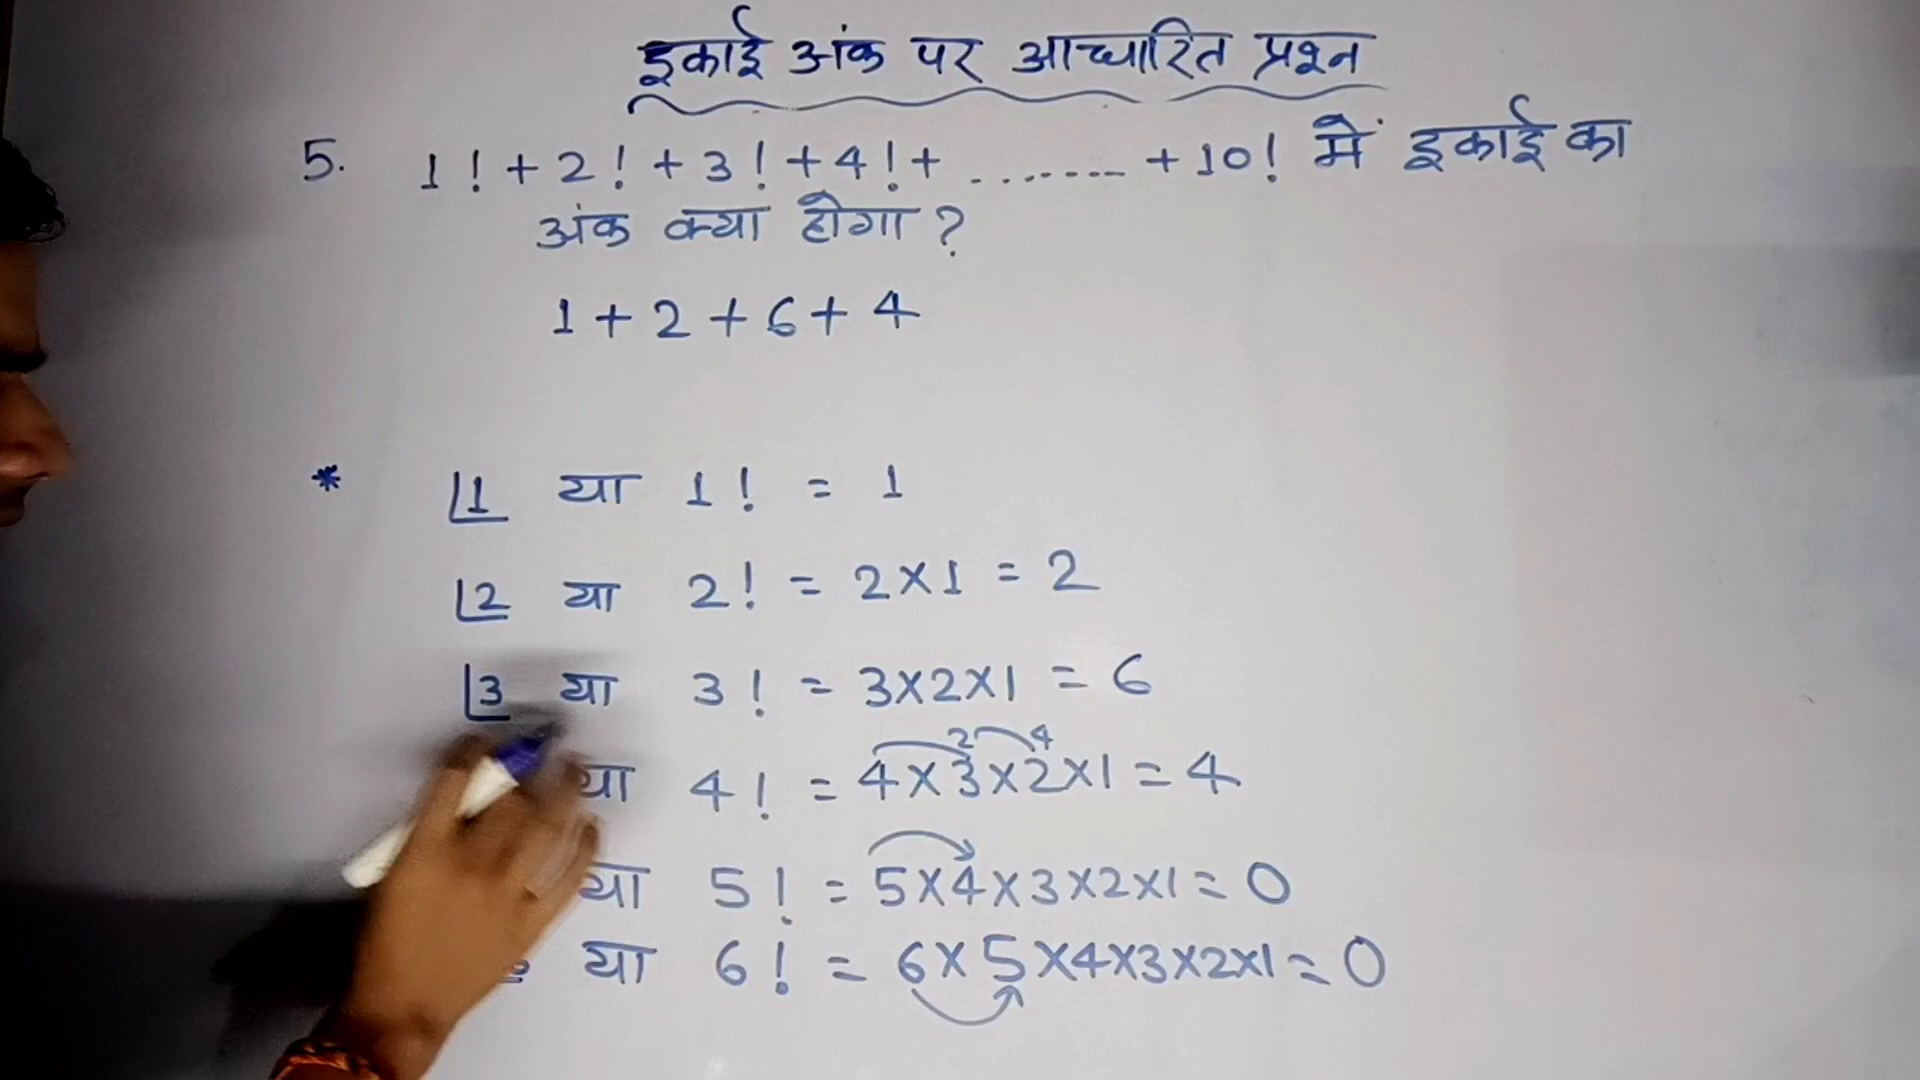 इकाई अंक पर आधारित प्रश्न
5. 1! + 2! + 3! + 4! + ........ + 10! में इकाई का
अंक क्या होगा?
1 + 2 + 6 + 4
* |1 या 1! = 1
|2 या 2! = 2×1 = 2
|3 या 3! = 3×2×1 = 6
2 4
या 4! = 4×3×2×1 = 4
या 5! = 5×4×3×2×1 = 0
या 6! = 6×5×4×3×2×1 = 0